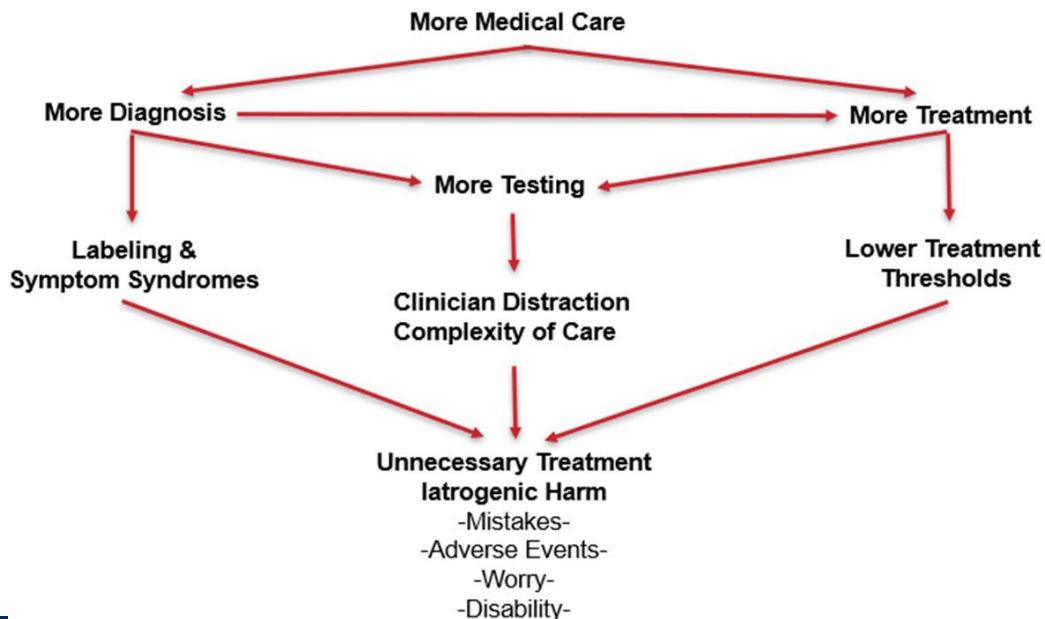 More Medical Care
More Diagnosis
More Treatment
More Testing
Labeling &
Symptom Syndromes
Lower Treatment
Thresholds
Clinician Distraction
Complexity of Care
Unnecessary Treatment
Iatrogenic Harm
-Mistakes-
-Adverse Events-
-Worry-
-Disability-